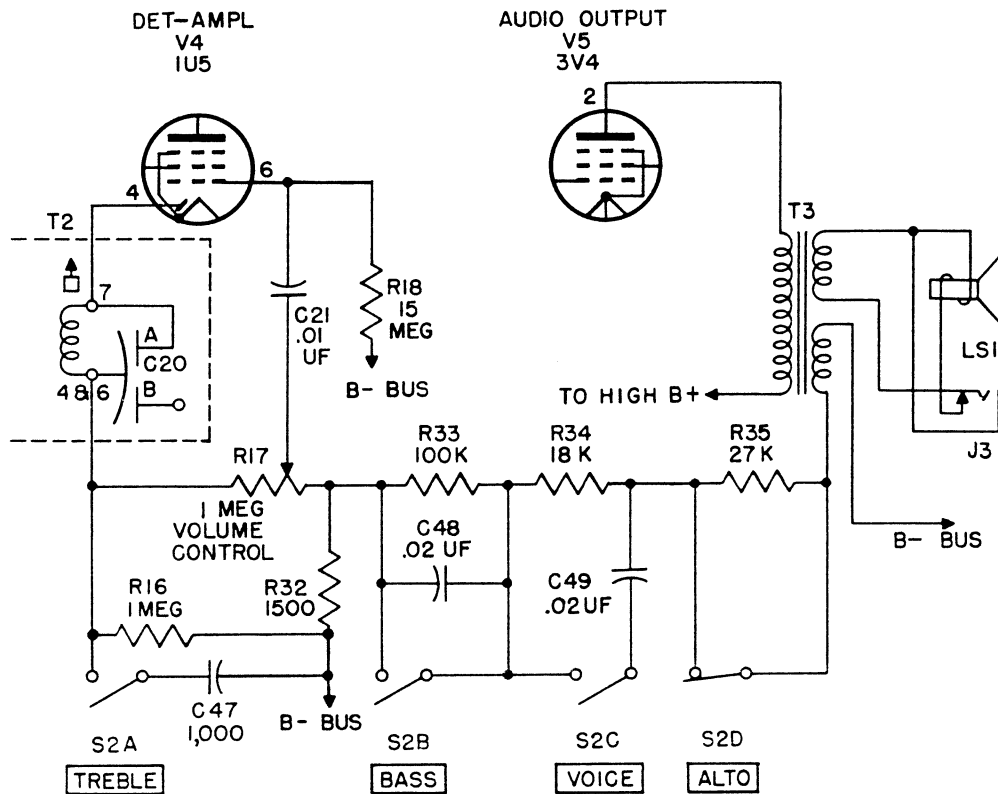 DET-AMPL
V4
1U5
AUDIO OUTPUT
V5
3V4
2
6
4
T2
T3
7
A
C20
B
4 & 6
C21
.01
UF
R18
15
MEG
B- BUS
TO HIGH B+
LS1
J3
R17
1 MEG
VOLUME
CONTROL
R33
100K
R34
18 K
R35
27 K
B- BUS
C48
.02 UF
C49
.02UF
R16
1 MEG
R32
1500
C47
1,000
B- BUS
S2A
S2B
S2C
S2D
TREBLE
BASS
VOICE
ALTO